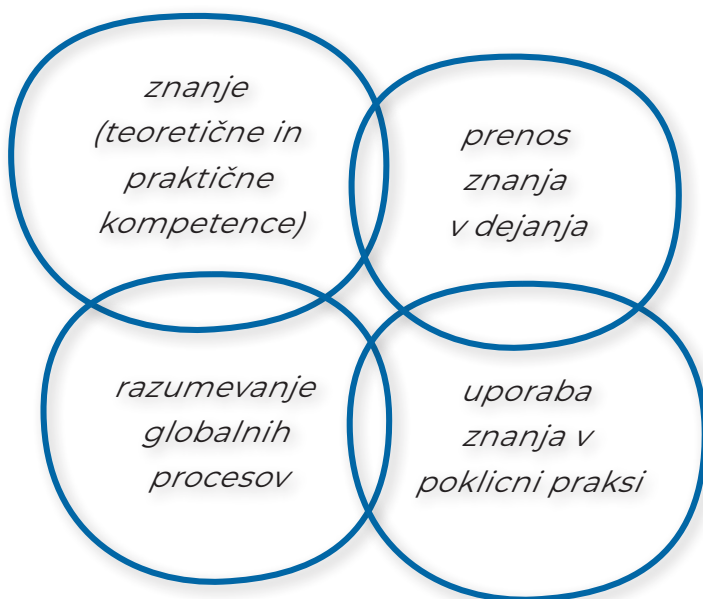 znanje
(teoretične in
praktične
kompetence)
prenos
znanja
v dejanja
razumevanje
globalnih
procesov
uporaba
znanja v
poklicni praksi